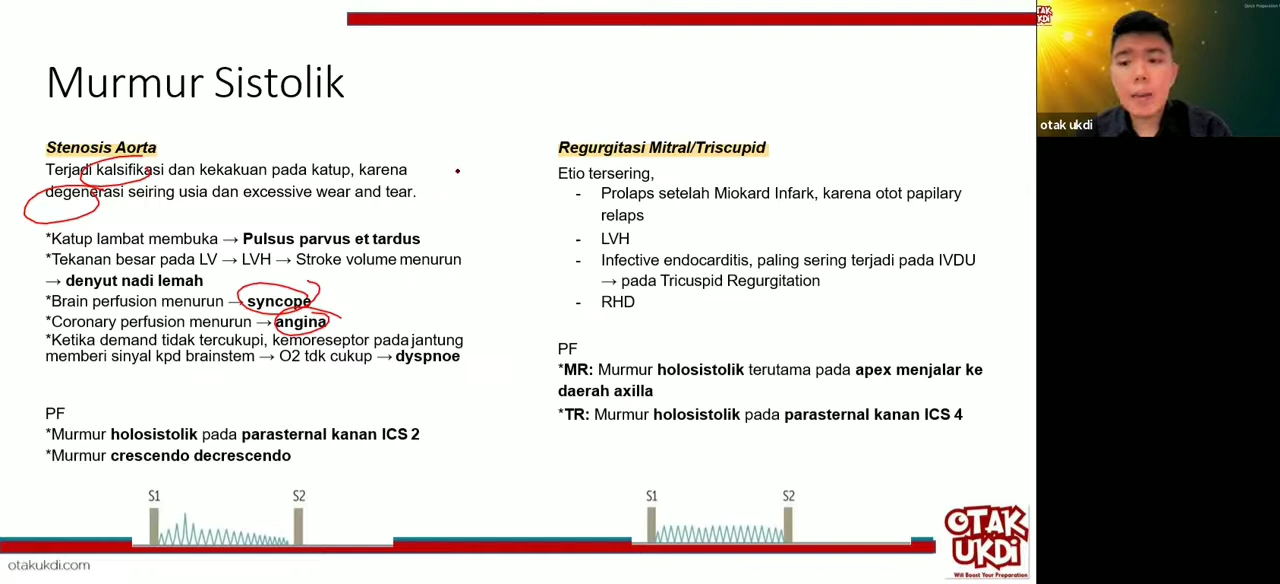 Murmur Sistolik
Stenosis Aorta
Terjadi kalsifikasi dan kekakuan pada katup, karena
degenerasi seiring usia dan excessive wear and tear.
*Katup lambat membuka → Pulsus parvus et tardus
*Tekanan besar pada LV → LVH → Stroke volume menurun
→ denyut nadi lemah
*Brain perfusion menurun → syncope
*Coronary perfusion menurun → angina
*Ketika demand tidak tercukupi, kemoreseptor pada jantung
memberi sinyal kpd brainstem → O2 tdk cukup → dyspnoe
PF
*Murmur holosistolik pada parasternal kanan ICS 2
*Murmur crescendo decrescendo
S1 S2
Regurgitasi Mitral/Triscupid
Etio tersering,
- Prolaps setelah Miokard Infark, karena otot papilary
relaps
- LVH
- Infective endocarditis, paling sering terjadi pada IVDU
→ pada Tricuspid Regurgitation
- RHD
PF
*MR: Murmur holosistolik terutama pada apex menjalar ke
daerah axilla
*TR: Murmur holosistolik pada parasternal kanan ICS 4
S1 S2
otakukdi.com
OTAK
UKDI
Will Boost Your Preparation
OTAK
UKDI
otak ukdi